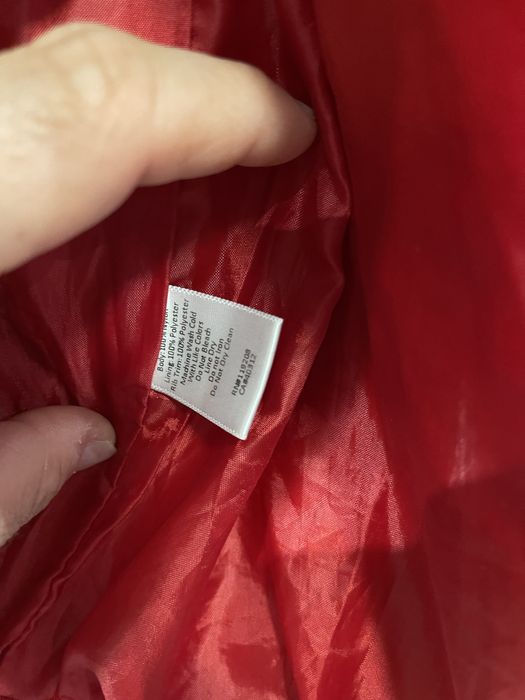 Body: 100% Nylon
Lining: 100% Polyester
Rib Trim: 100% Polyester
Machine Wash Cold
With Like Colors
Do Not Bleach
Line Dry
Do Not Iron
Do Not Dry Clean
RN#119208
CA#40312